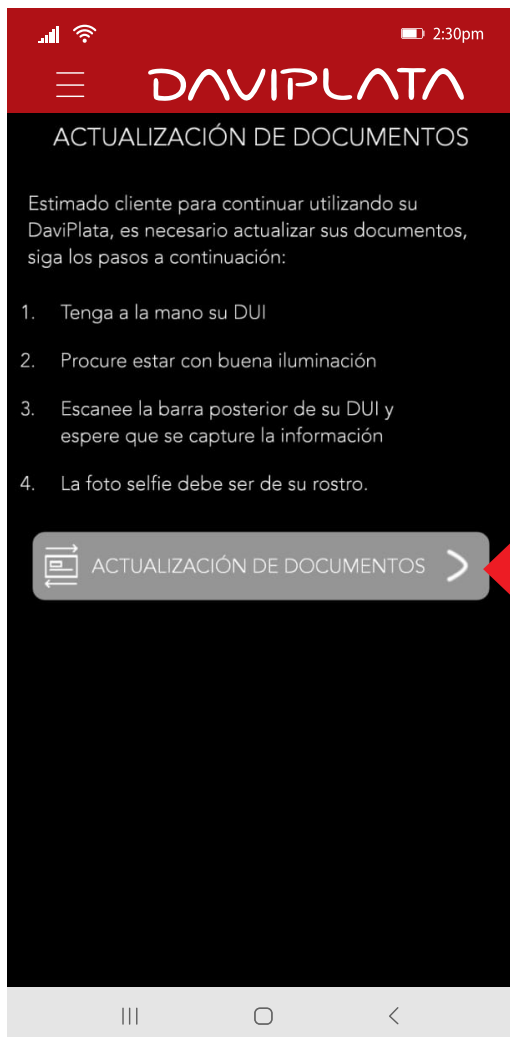 2:30pm
DAVIPLATA
ACTUALIZACIÓN DE DOCUMENTOS
Estimado cliente para continuar utilizando su
DaviPlata, es necesario actualizar sus documentos,
siga los pasos a continuación:
1. Tenga a la mano su DUI
2. Procure estar con buena iluminación
3. Escanee la barra posterior de su DUI y
espere que se capture la información
4. La foto selfie debe ser de su rostro.
ACTUALIZACIÓN DE DOCUMENTOS